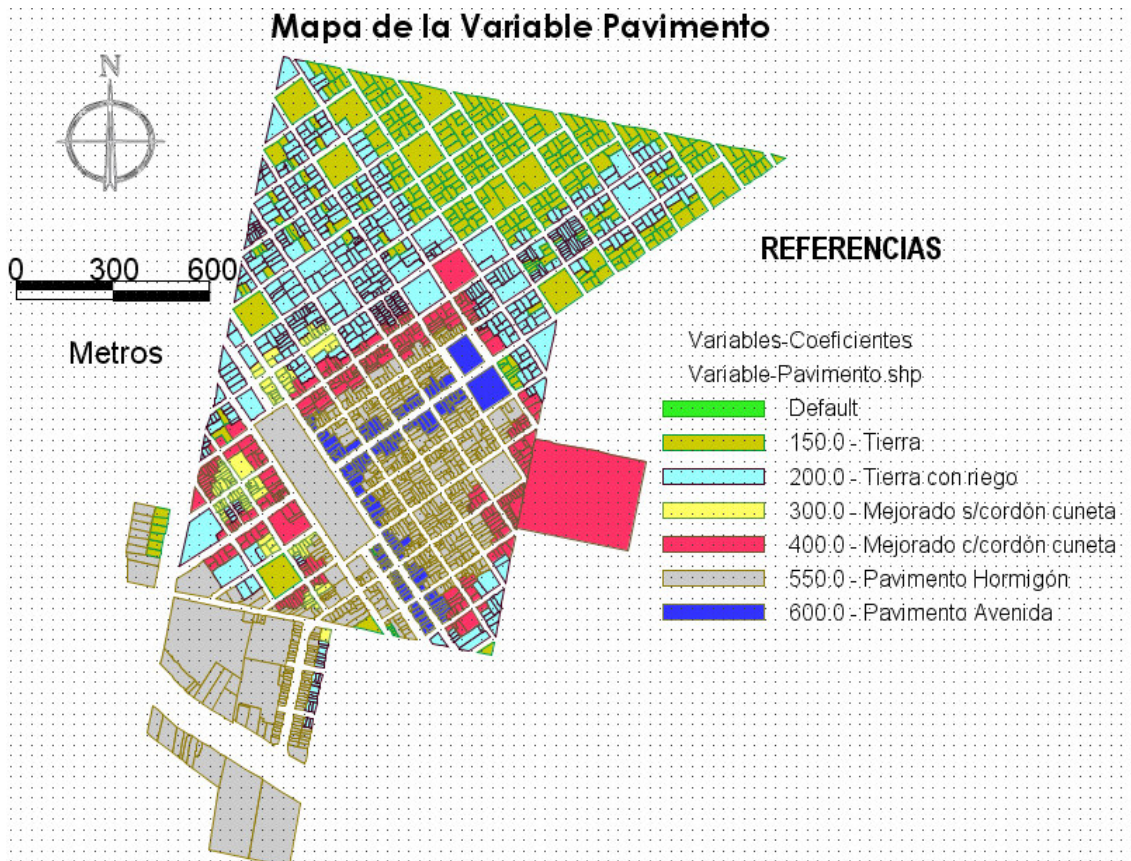 Mapa de la Variable Pavimento
N
0 300 600
Metros
REFERENCIAS
Variables-Coeficientes
Variable-Pavimento.shp
Default
150.0 - Tierra
200.0 - Tierra con riego
300.0 - Mejorado s/cordón cuneta
400.0 - Mejorado c/cordón cuneta
550.0 - Pavimento Hormigón
600.0 - Pavimento Avenida